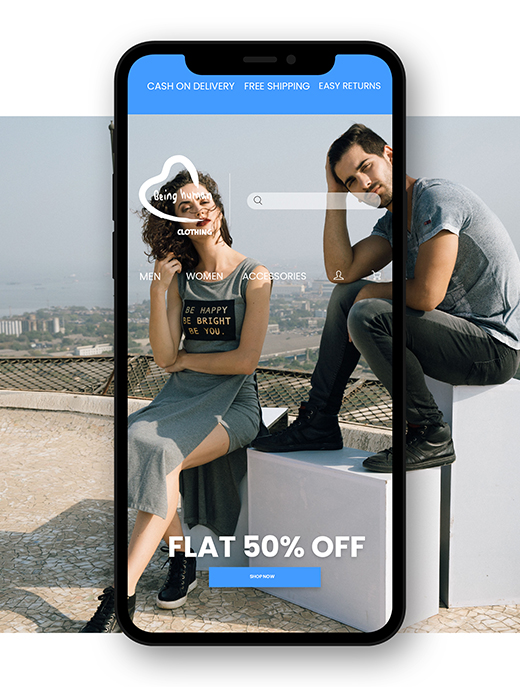 CASH ON DELIVERY FREE SHIPPING EASY RETURNS
Being human
CLOTHING
MEN WOMEN ACCESSORIES
BE HAPPY
BE BRIGHT
BE YOU.
FLAT 50% OFF
SHOP NOW